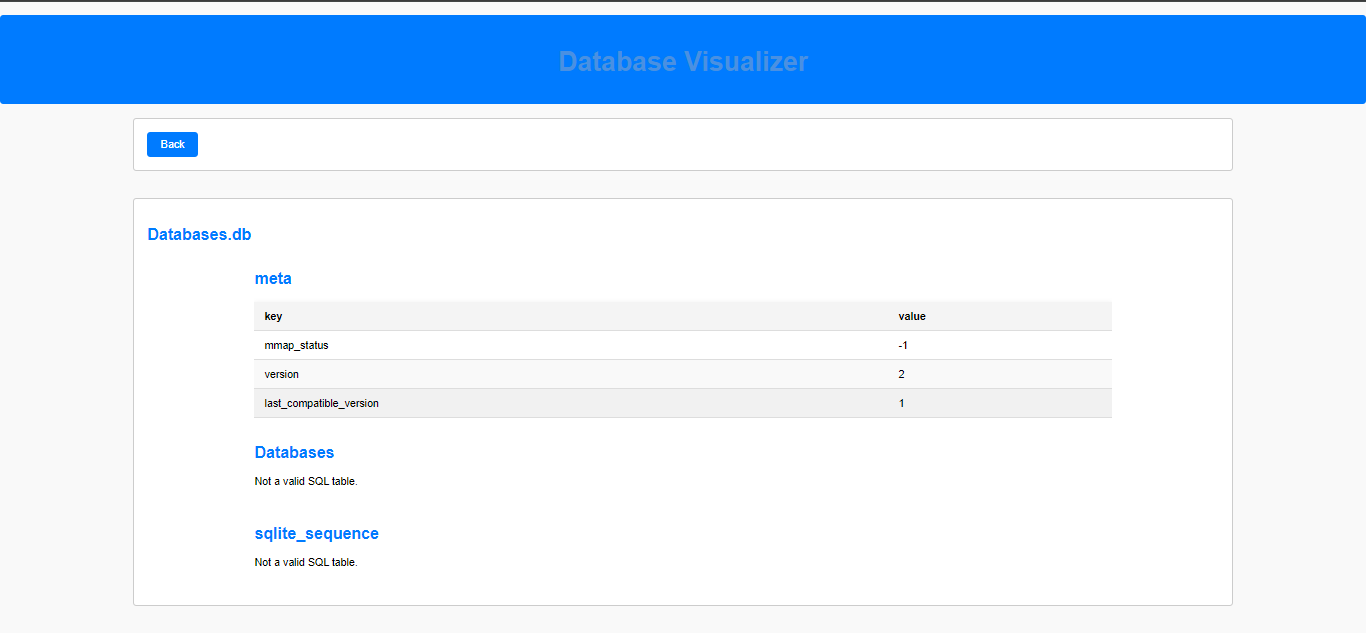 Database Visualizer
Back
Databases.db
meta
key value
mmap_status -1
version 2
last_compatible_version 1
Databases
Not a valid SQL table.
sqlite_sequence
Not a valid SQL table.